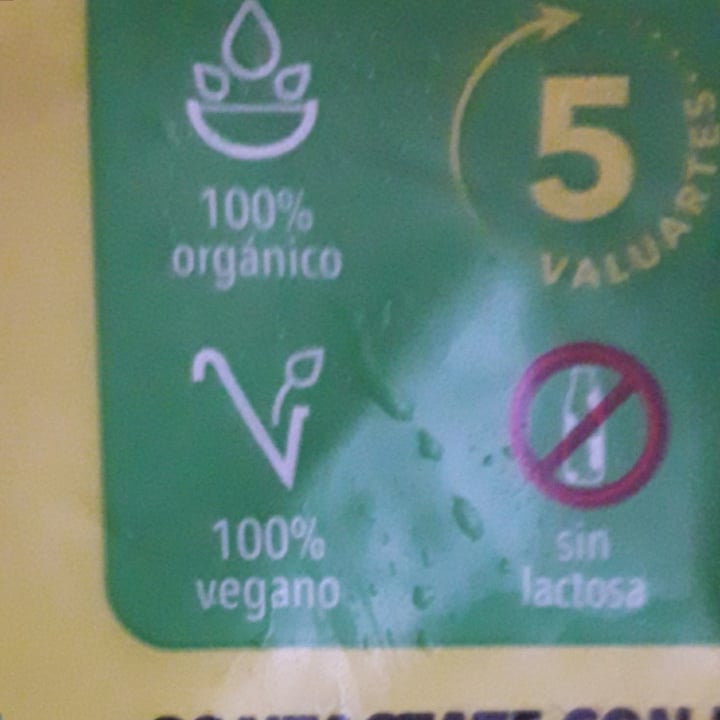 100%
orgánico
5
VALUARTES
100%
vegano
sin
lactosa